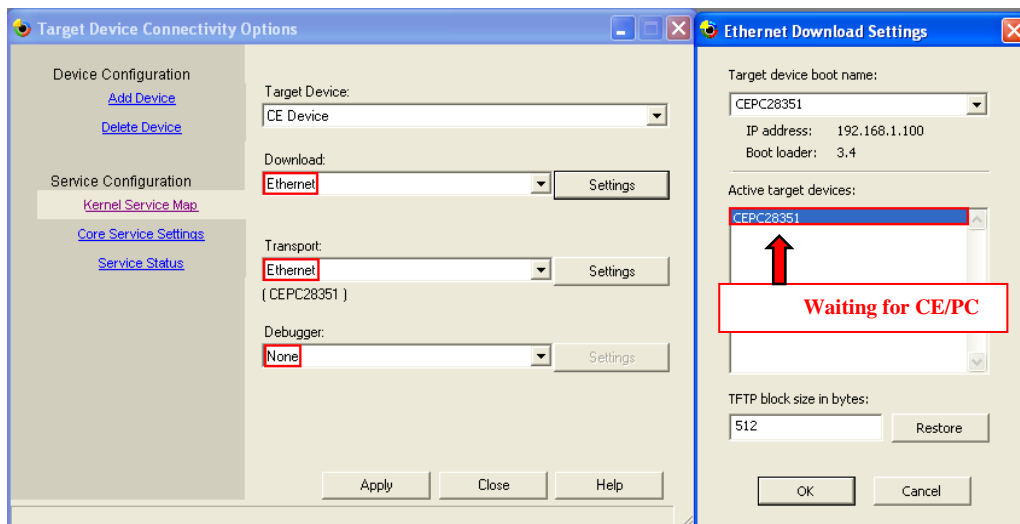 Target Device Connectivity Options
Device Configuration
Add Device
Delete Device
Service Configuration
Kernel Service Map
Core Service Settings
Service Status
Target Device:
CE Device
Download:
Ethernet
Settings
Transport:
Ethernet
Settings
( CEPC28351 )
Debugger:
None
Settings
Apply
Close
Help
Ethernet Download Settings
Target device boot name:
CEPC28351
IP address: 192.168.1.100
Boot loader: 3.4
Active target devices:
CEPC28351
Waiting for CE/PC
TFTP block size in bytes:
512
Restore
OK
Cancel